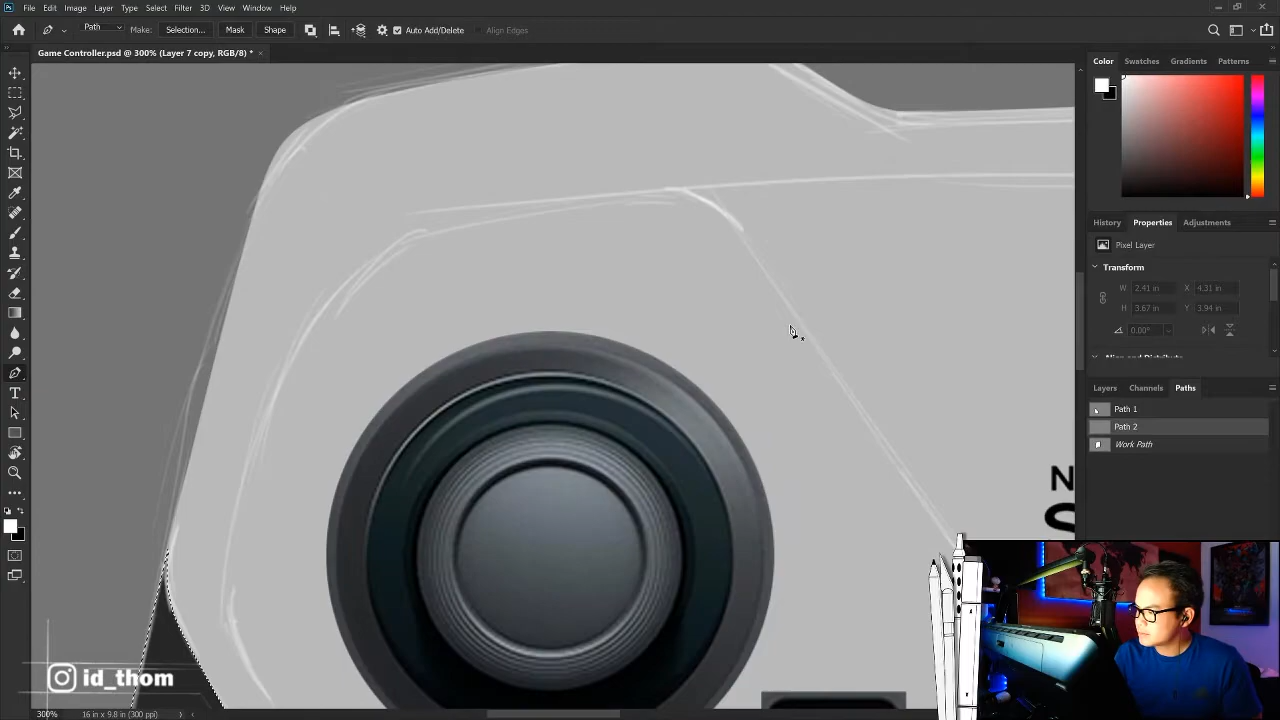 File Edit Image Layer Type Select Filter 3D View Window Help
Path Make: Selection... Mask Shape Auto Add/Delete Align Edges
Game Controller.psd @ 300% (Layer 7 copy, RGB/8) *
Color Swatches Gradients Patterns
History Properties Adjustments
Pixel Layer
Transform
W: 2.41 in X: 4.31 in
H: 3.67 in Y: 3.94 in
0.00°
Align and Distribute
Layers Channels Paths
Path 1
Path 2
Work Path
N
S
id_thom
300% 16 in x 9.8 in (300 ppi)